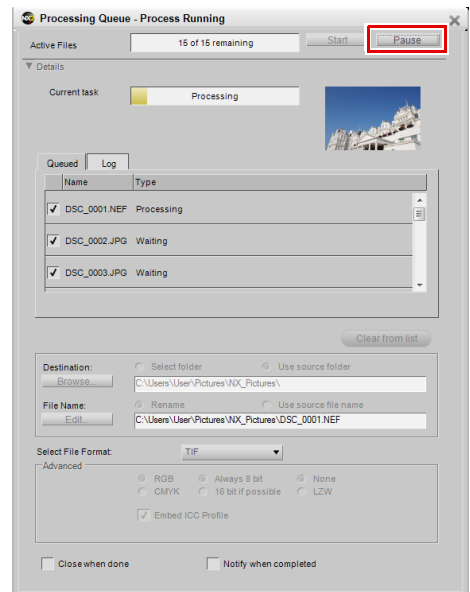 Processing Queue - Process Running
Active Files 15 of 15 remaining Start Pause
Details
Current task Processing
Queued Log
Name Type
DSC_0001.NEF Processing
DSC_0002.JPG Waiting
DSC_0003.JPG Waiting
Clear from list
Destination: Select folder Use source folder
Browse... C:\Users\User\Pictures\NX_Pictures\
File Name: Rename Use source file name
Edit... C:\Users\User\Pictures\NX_Pictures\DSC_0001.NEF
Select File Format: TIF
Advanced
RGB Always 8 bit None
CMYK 16 bit if possible LZW
Embed ICC Profile
Close when done Notify when completed